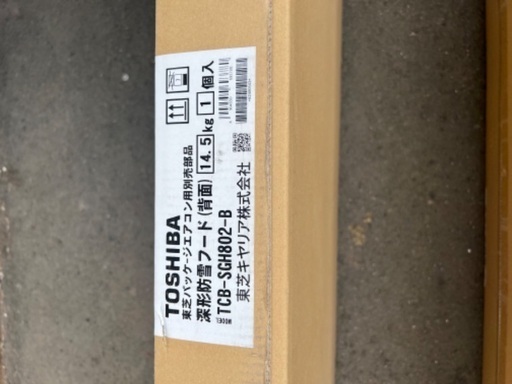 TOSHIBA
東芝パッケージエアコン用別売部品
深形防雪フード(背面) 14.5kg 1個入
TCB-SGH802-B
東芝キヤリア株式会社